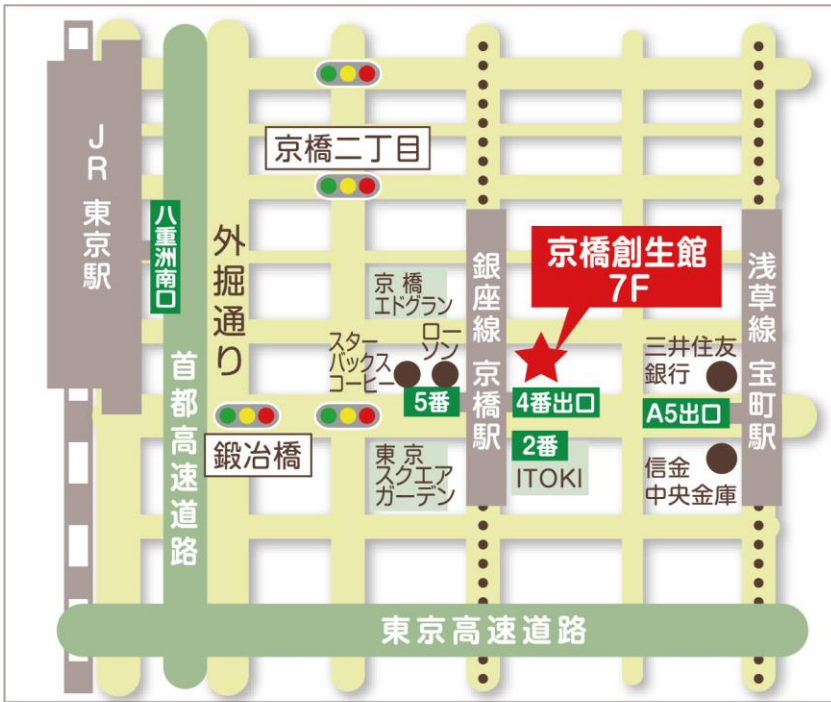 京橋二丁目
JR 東京駅
八重洲南口
外堀通り
首都高速道路
京橋
エドグラン
銀座線 京橋駅
京橋創生館
7F
浅草線 宝町駅
スター
バックス
コーヒー
ロー
ソン
三井住友
銀行
5番
4番出口
A5出口
鍛冶橋
東京
スクエア
ガーデン
2番
ITOKI
信金
中央金庫
東京高速道路